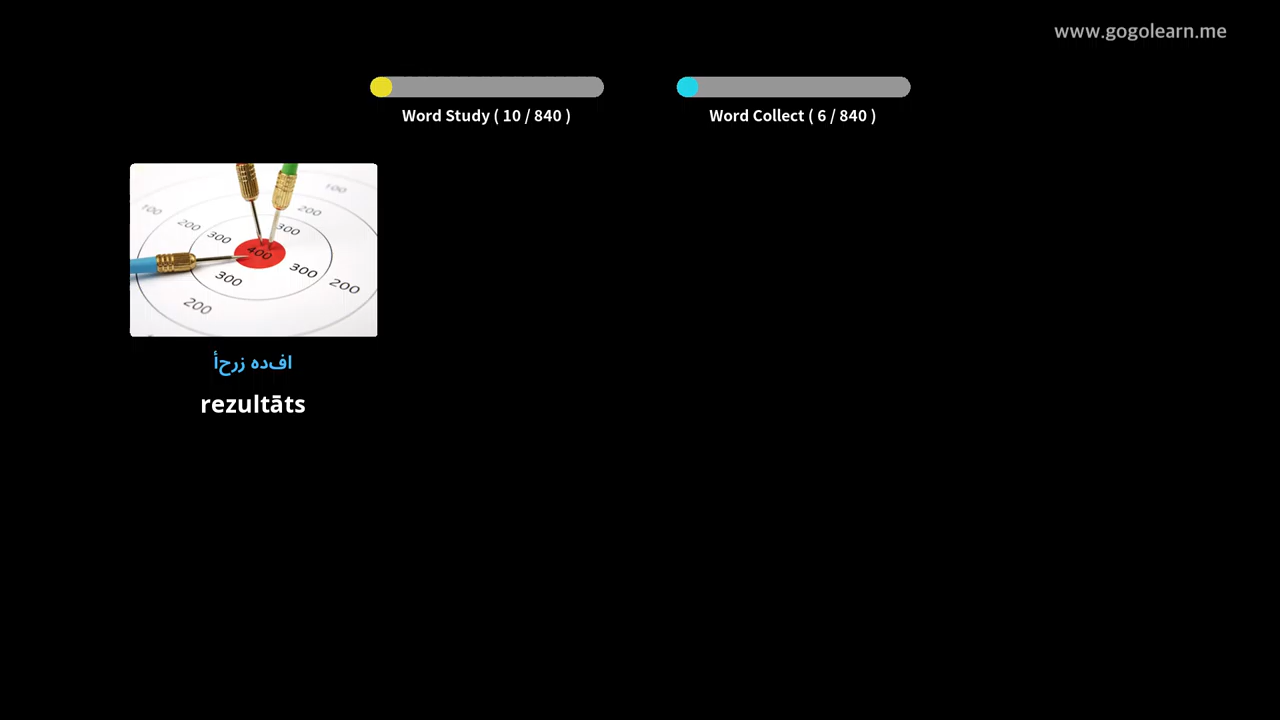 www.gogolearn.me
Word Study ( 10 / 840 )
Word Collect ( 6 / 840 )
100
100
200
200
300
300
400
300
300
200
200
افده زرحأ
rezultāts